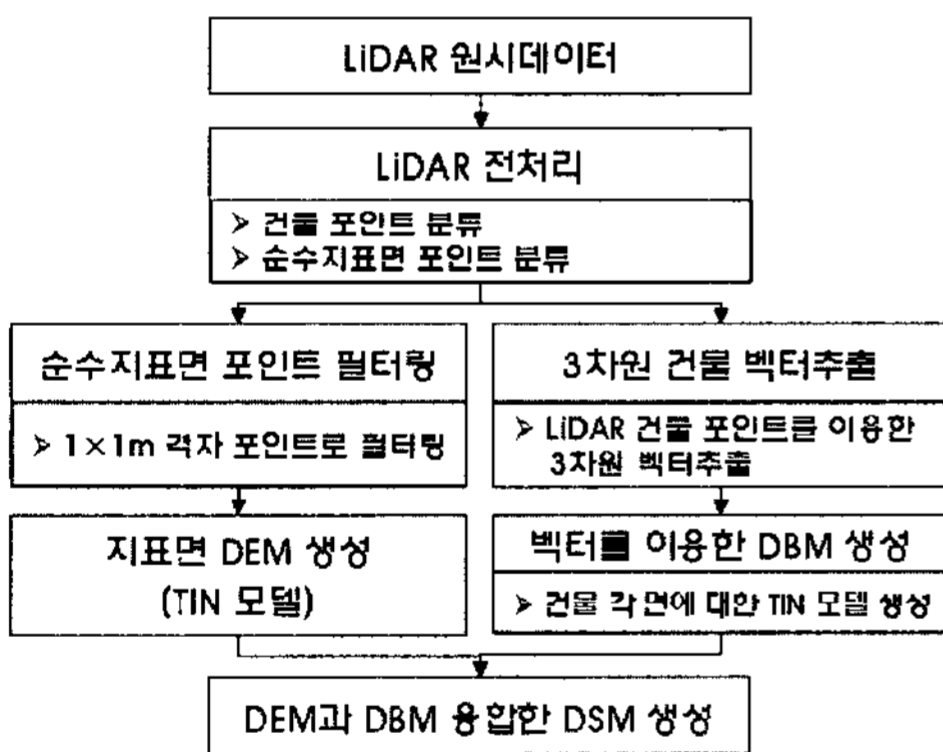 LiDAR 원시데이터
LiDAR 전처리
➢ 건물 포인트 분류
➢ 순수지표면 포인트 분류
순수지표면 포인트 필터링
➢ 1×1m 격자 포인트로 필터링
3차원 건물 벡터추출
➢ LiDAR 건물 포인트를 이용한
3차원 벡터추출
지표면 DEM 생성
(TIN 모델)
벡터를 이용한 DBM 생성
➢ 건물 각 면에 대한 TIN 모델 생성
DEM과 DBM 융합한 DSM 생성